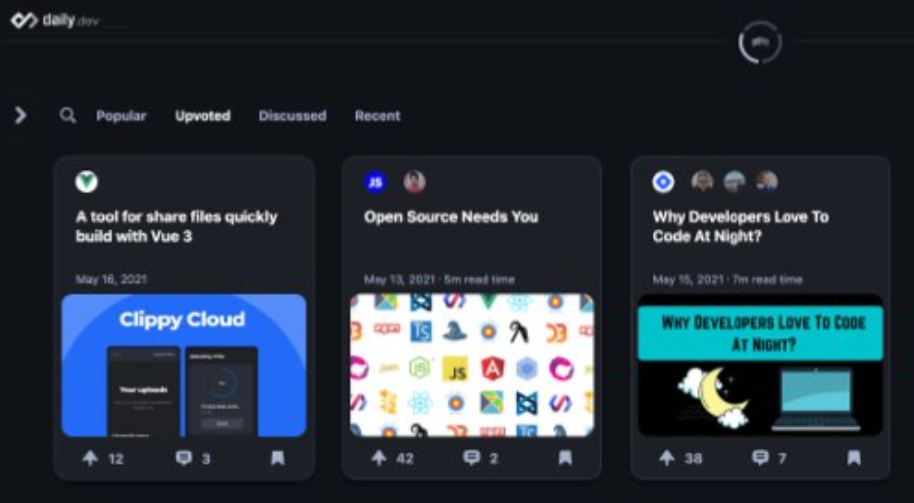 daily.dev
Popular Upvoted Discussed Recent
A tool for share files quickly
build with Vue 3
May 16, 2021
Clippy Cloud
Your uploads
12 3
JS
Open Source Needs You
May 13, 2021 · 5m read time
TS
JS
JS
42 2
Why Developers Love To
Code At Night?
May 15, 2021 · 7m read time
WHY DEVELOPERS LOVE TO CODE
AT NIGHT?
38 7